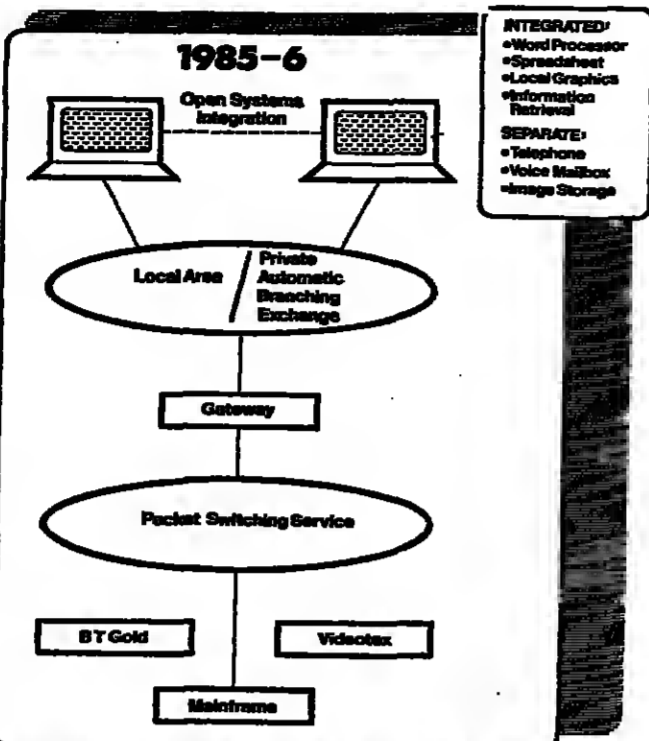 1985-6
Open Systems
Integration
INTEGRATED:
•Word Processor
•Spreadsheet
•Local Graphics
•Information
Retrieval
SEPARATE:
•Telephone
•Voice Mailbox
•Image Storage
Local Area / Private
Automatic
Branching
Exchange
Gateway
Packet Switching Service
BT Gold
Videotex
Mainframe